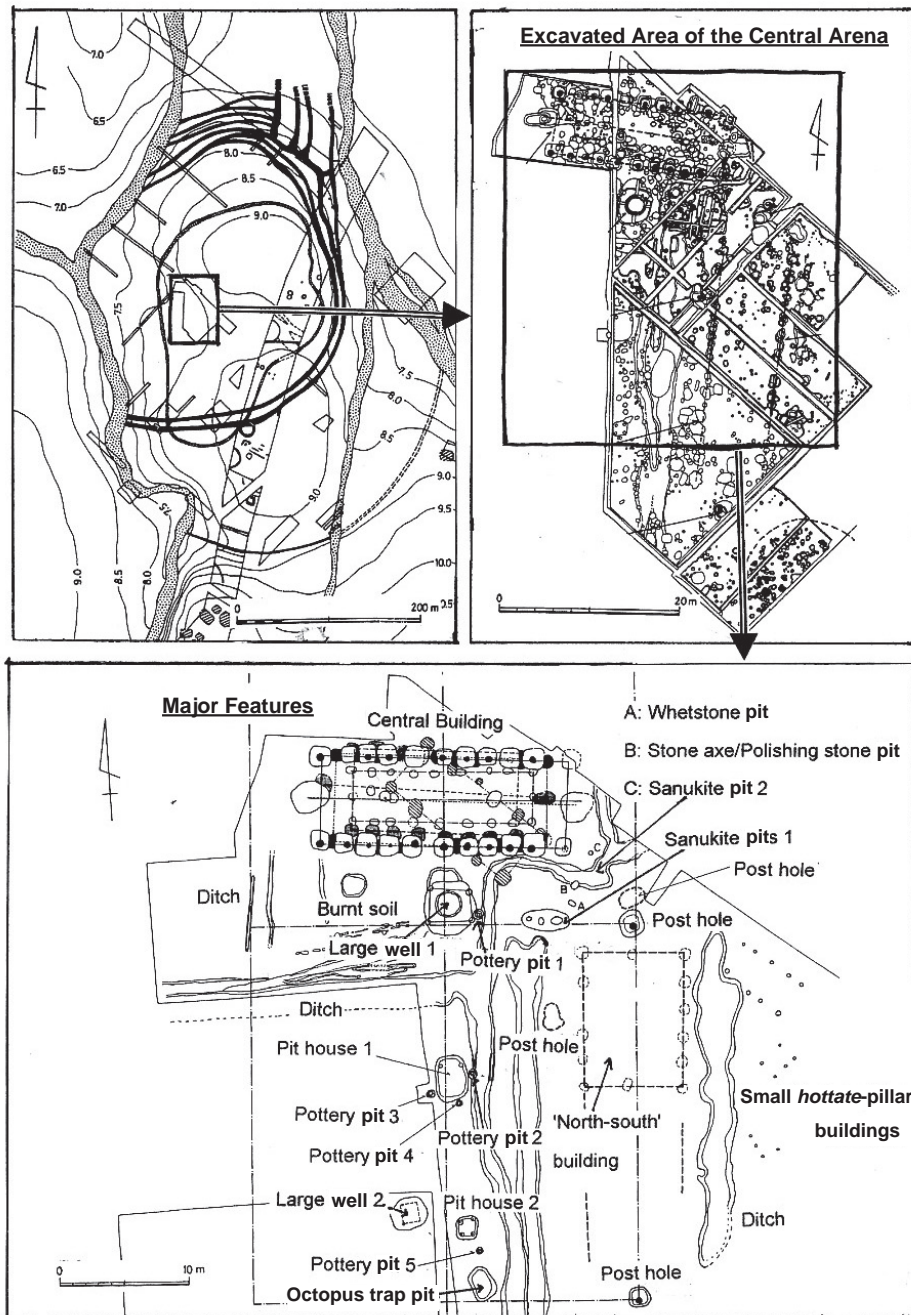 7.0
6.5
8.0
8.5
6.5
7.0
9.0
7.5
8
7.5
8.0
8.5
9.0
7.5
9.0
9.5
10.0
9.0
8.5
8.0
0
200 m
Excavated Area of the Central Arena
0
20 m
Major Features
Central Building
A: Whetstone pit
B: Stone axe/Polishing stone pit
C: Sanukite pit 2
Sanukite pits 1
Post hole
C
B
A
Ditch
Burnt soil
Post hole
Large well 1
Pottery pit 1
Ditch
Post hole
Pit house 1
Small hottate-pillar
buildings
Pottery pit 3
Pottery pit 2
'North-south'
building
Pottery pit 4
Large well 2
Pit house 2
Ditch
Pottery pit 5
Post hole
0
10 m
Octopus trap pit